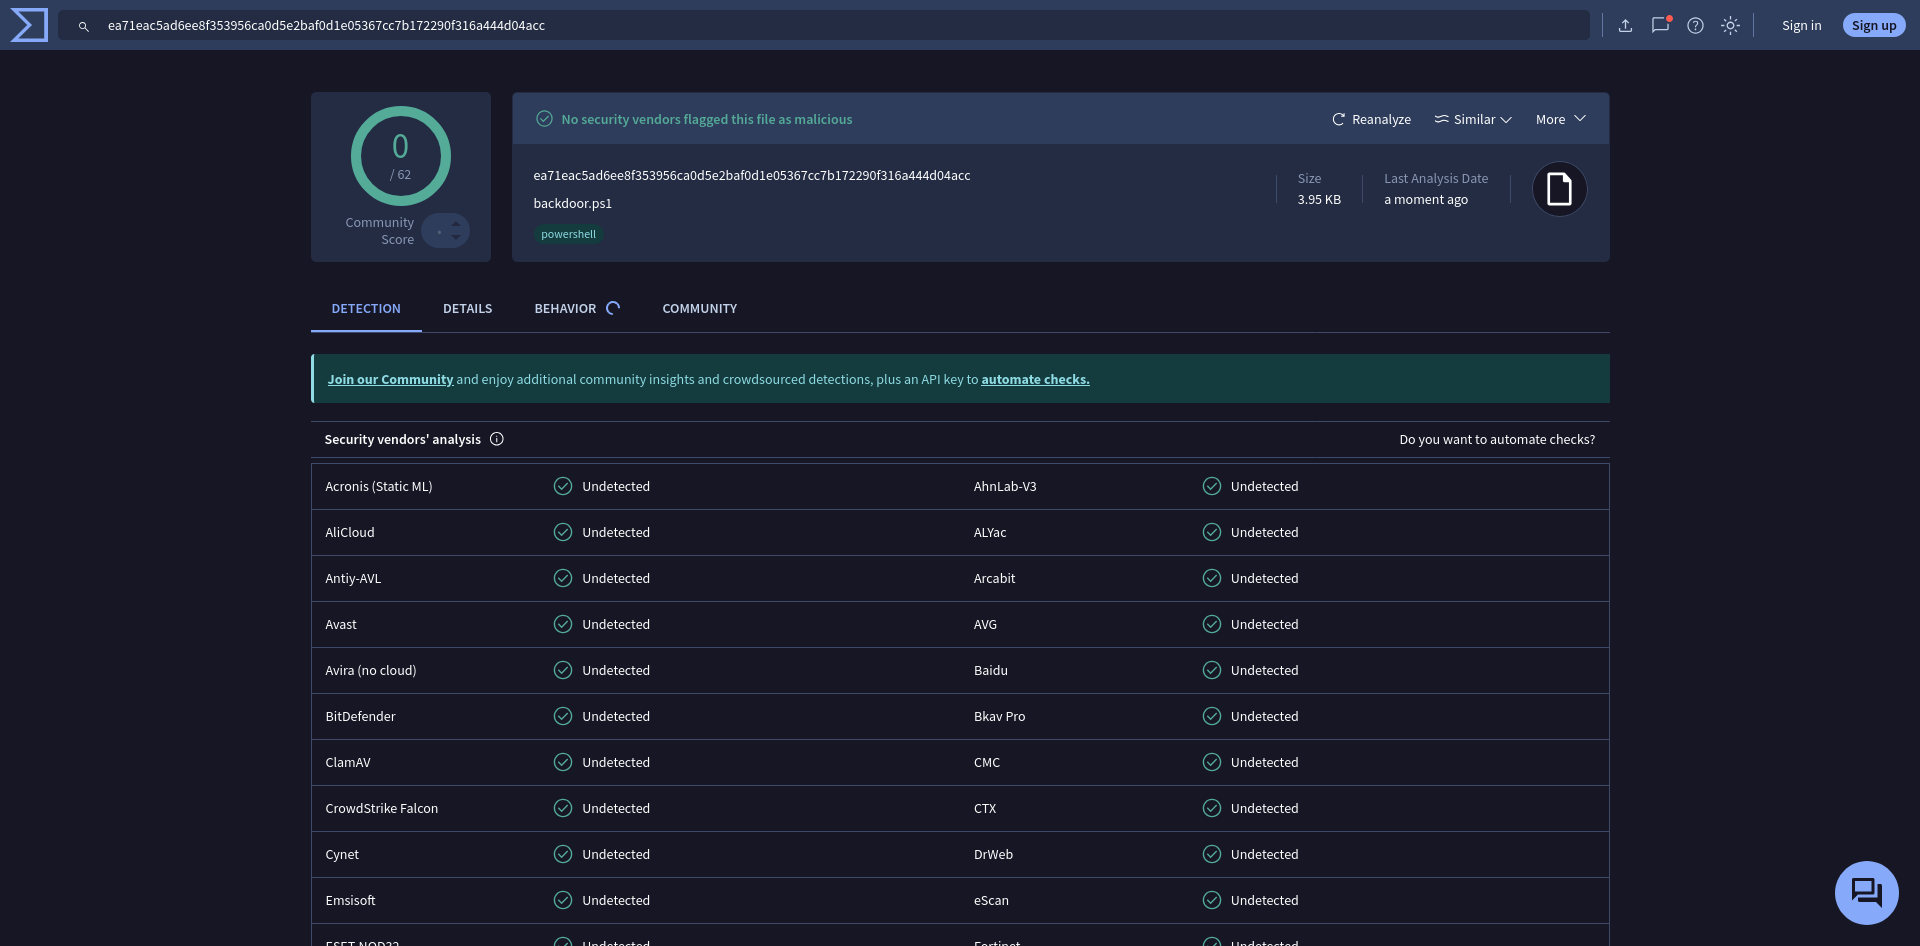 ea71eac5ad6ee8f353956ca0d5e2baf0d1e05367cc7b172290f316a444d04acc
Sign in
Sign up
0
/ 62
Community
Score
No security vendors flagged this file as malicious
Reanalyze
Similar
More
ea71eac5ad6ee8f353956ca0d5e2baf0d1e05367cc7b172290f316a444d04acc
backdoor.ps1
powershell
Size
3.95 KB
Last Analysis Date
a moment ago
DETECTION
DETAILS
BEHAVIOR
COMMUNITY
Join our Community and enjoy additional community insights and crowdsourced detections, plus an API key to automate checks.
Security vendors' analysis
Do you want to automate checks?
Acronis (Static ML) Undetected AhnLab-V3 Undetected
AliCloud Undetected ALYac Undetected
Antiy-AVL Undetected Arcabit Undetected
Avast Undetected AVG Undetected
Avira (no cloud) Undetected Baidu Undetected
BitDefender Undetected Bkav Pro Undetected
ClamAV Undetected CMC Undetected
CrowdStrike Falcon Undetected CTX Undetected
Cynet Undetected DrWeb Undetected
Emsisoft Undetected eScan Undetected
ESET-NOD32 Undetected Fortinet Undetected